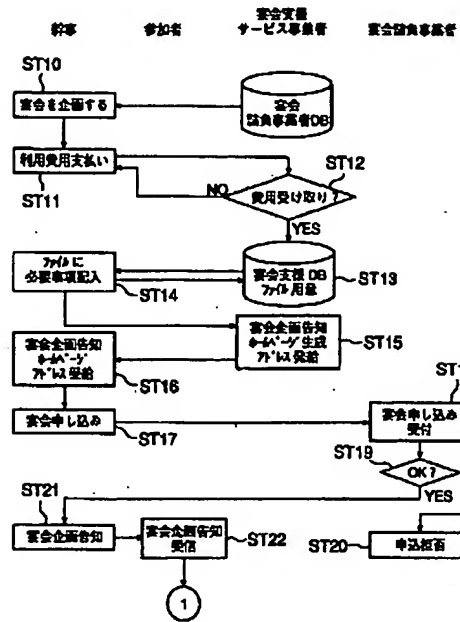 幹事
参加者
宴会支援
サービス事業者
宴会請負事業者
ST10
宴会を企画する
宴会
請負事業者DB
利用費用支払い
ST11
NO
ST12
費用受け取り?
YES
ファイルに
必要事項記入
ST14
宴会支援DB
ファイル用意
ST13
宴会企画告知
ホームページ
アドレス受給
ST16
宴会企画告知
ホームページ生成
アドレス発給
ST15
宴会申し込み
ST17
宴会申し込み
受付
ST1
ST19
OK?
YES
ST21
宴会企画告知
宴会企画告知
受信
ST22
ST20
申込拒否
1